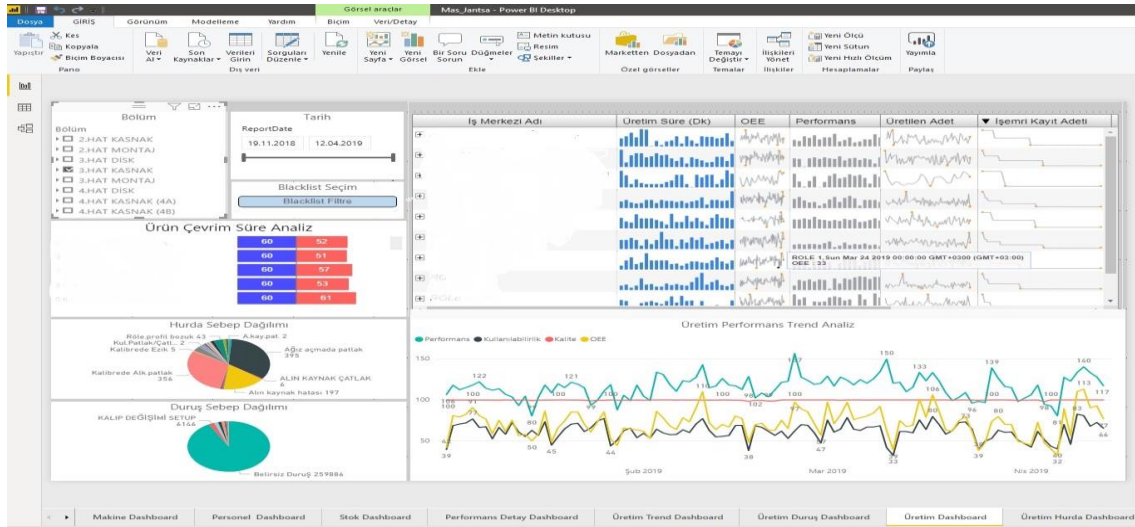 Görsel araçlar
Mas_Jantsa - Power BI Desktop
Dosya GİRİŞ Görünüm Modelleme Yardım Biçim Veri/Detay
Yapıştır
Kes
Kopyala
Biçim Boyacısı
Pano
Veri Al
Son Kaynaklar
Verileri Girin
Sorguları Düzenle
Yenile
Dış veri
Yeni Sayfa
Yeni Görsel
Bir Soru Sorun
Düğmeler
Metin kutusu
Resim
Şekiller
Ekle
Marketten
Dosyadan
Özel görseller
Temayı Değiştir
Temalar
İlişkileri Yönet
İlişkiler
Yeni Ölçü
Yeni Sütun
Yeni Hızlı Ölçüm
Hesaplamalar
Yayımla
Paylaş
Bölüm
Bölüm
2.HAT KASNAK
2.HAT MONTAJ
3.HAT DİSK
3.HAT KASNAK
3.HAT MONTAJ
4.HAT DİSK
4.HAT KASNAK (4A)
4.HAT KASNAK (4B)
Tarih
ReportDate
19.11.2018 12.04.2019
Blacklist Seçim
Blacklist Filtre
İş Merkezi Adı Üretim Süre (Dk) OEE Performans Üretilen Adet İşemri Kayıt Adeti
ROLE 1,Sun Mar 24 2019 00:00:00 GMT+0300 (GMT+03:00)
OEE : 33
Ürün Çevrim Süre Analiz
60 52
60 51
60 57
60 53
60 61
Hurda Sebep Dağılımı
Röle profil bozuk 43
A.kay.pat. 2
Kul.Patlak/Çatl... 2
Kalibrede Ezik 5
Ağız açmada patlak 395
Kalibrede Alk.patlak 356
ALIN KAYNAK ÇATLAK 6
Alın kaynak hatası 197
Duruş Sebep Dağılımı
KALIP DEĞİŞİMİ SETUP 4146
Belirsiz Duruş 259886
Üretim Performans Trend Analiz
Performans Kullanılabilirlik Kalite OEE
150
100
50
122
121
150
133
139
140
117
113
106
110
100
102
39
50
45
44
38
47
33
39
32
66
Şub 2019 Mar 2019 Nis 2019
Makine Dashboard Personel Dashboard Stok Dashboard Performans Detay Dashboard Üretim Trend Dashboard Üretim Duruş Dashboard Üretim Dashboard Üretim Hurda Dashboard